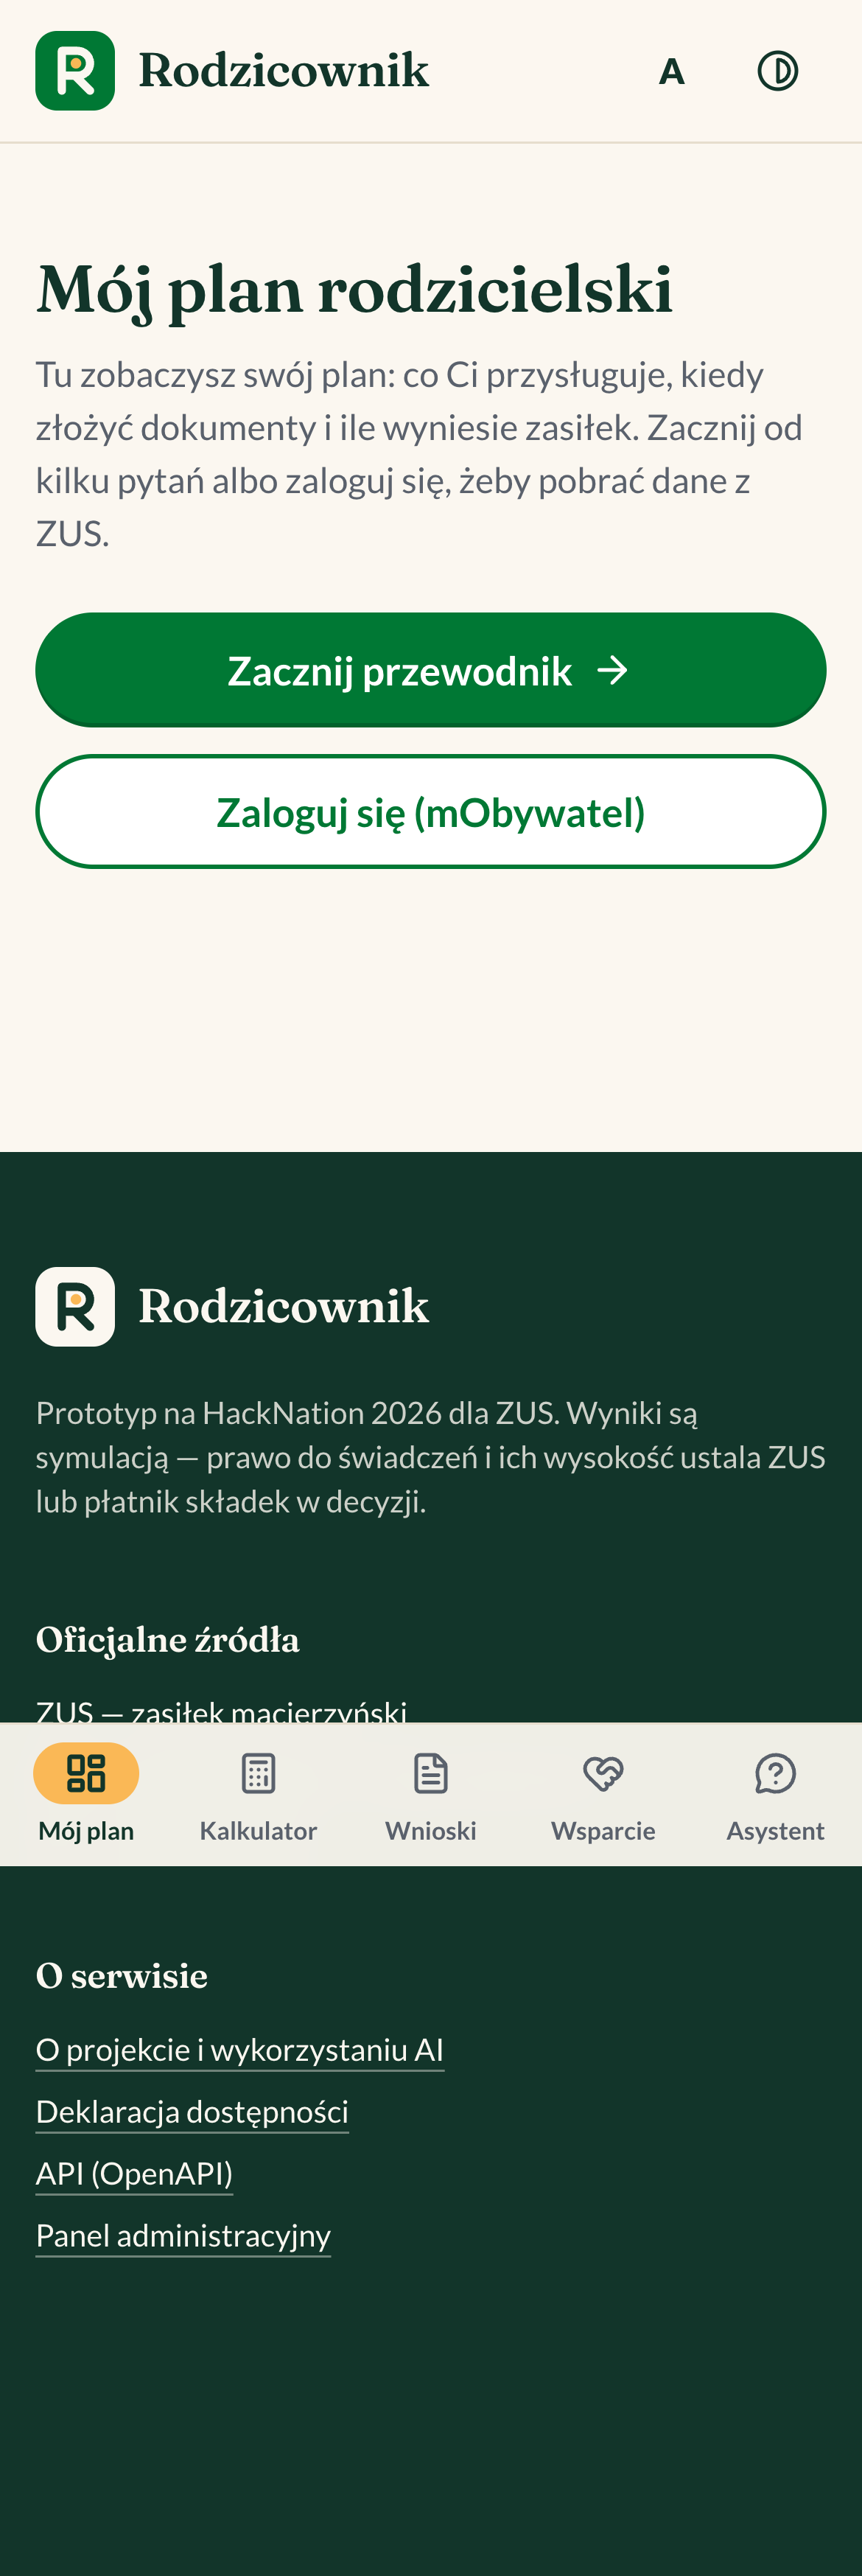 Rodzicownik
A
Mój plan rodzicielski
Tu zobaczysz swój plan: co Ci przysługuje, kiedy
złożyć dokumenty i ile wyniesie zasiłek. Zacznij od
kilku pytań albo zaloguj się, żeby pobrać dane z
ZUS.
Zacznij przewodnik →
Zaloguj się (mObywatel)
Rodzicownik
Prototyp na HackNation 2026 dla ZUS. Wyniki są
symulacją — prawo do świadczeń i ich wysokość ustala ZUS
lub płatnik składek w decyzji.
Oficjalne źródła
ZUS — zasiłek macierzyński
Mój plan
Kalkulator
Wnioski
Wsparcie
Asystent
O serwisie
O projekcie i wykorzystaniu AI
Deklaracja dostępności
API (OpenAPI)
Panel administracyjny